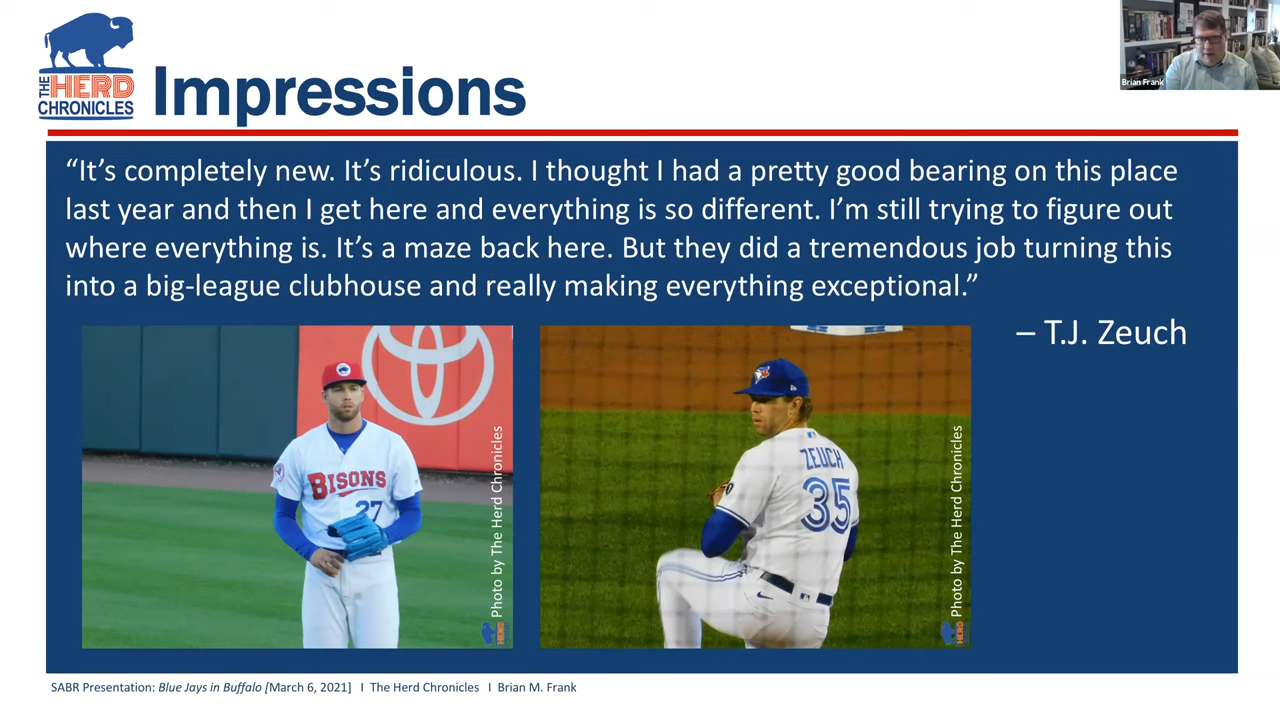 THE HERD
CHRONICLES
Impressions
Brian Frank
“It’s completely new. It’s ridiculous. I thought I had a pretty good bearing on this place
last year and then I get here and everything is so different. I’m still trying to figure out
where everything is. It’s a maze back here. But they did a tremendous job turning this
into a big-league clubhouse and really making everything exceptional.”
– T.J. Zeuch
BISONS
27
Photo by The Herd Chronicles
HERD
ZEUCH
35
Photo by The Herd Chronicles
HERD
SABR Presentation: Blue Jays in Buffalo [March 6, 2021] I The Herd Chronicles I Brian M. Frank